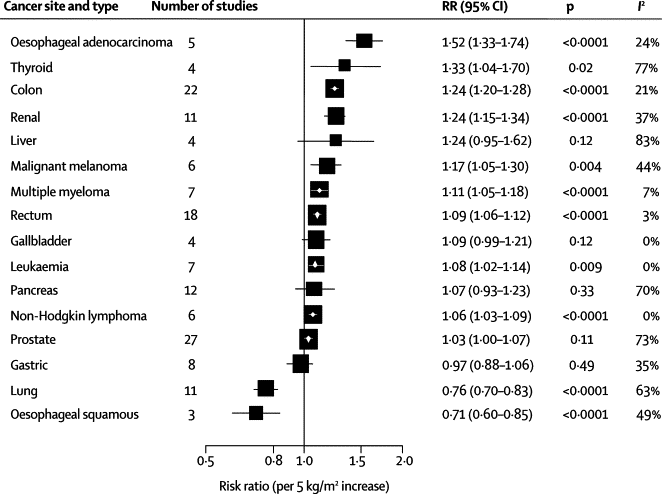 Cancer site and type Number of studies RR (95% CI) p I²
Oesophageal adenocarcinoma 5 1·52 (1·33–1·74) <0·0001 24%
Thyroid 4 1·33 (1·04–1·70) 0·02 77%
Colon 22 1·24 (1·20–1·28) <0·0001 21%
Renal 11 1·24 (1·15–1·34) <0·0001 37%
Liver 4 1·24 (0·95–1·62) 0·12 83%
Malignant melanoma 6 1·17 (1·05–1·30) 0·004 44%
Multiple myeloma 7 1·11 (1·05–1·18) <0·0001 7%
Rectum 18 1·09 (1·06–1·12) <0·0001 3%
Gallbladder 4 1·09 (0·99–1·21) 0·12 0%
Leukaemia 7 1·08 (1·02–1·14) 0·009 0%
Pancreas 12 1·07 (0·93–1·23) 0·33 70%
Non-Hodgkin lymphoma 6 1·06 (1·03–1·09) <0·0001 0%
Prostate 27 1·03 (1·00–1·07) 0·11 73%
Gastric 8 0·97 (0·88–1·06) 0·49 35%
Lung 11 0·76 (0·70–0·83) <0·0001 63%
Oesophageal squamous 3 0·71 (0·60–0·85) <0·0001 49%
0·5 0·8 1·0 1·5 2·0
Risk ratio (per 5 kg/m² increase)